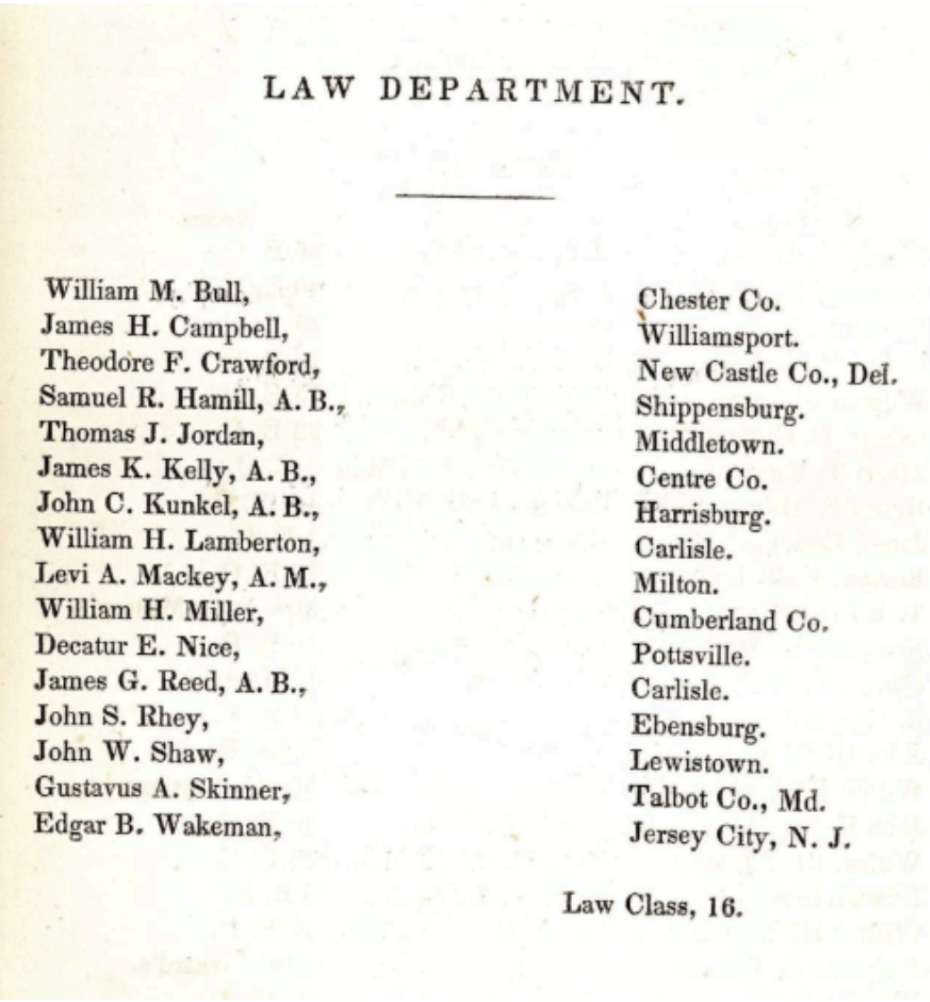 LAW DEPARTMENT.
William M. Bull, Chester Co.
James H. Campbell, Williamsport.
Theodore F. Crawford, New Castle Co., Del.
Samuel R. Hamill, A. B., Shippensburg.
Thomas J. Jordan, Middletown.
James K. Kelly, A. B., Centre Co.
John C. Kunkel, A. B., Harrisburg.
William H. Lamberton, Carlisle.
Levi A. Mackey, A. M., Milton.
William H. Miller, Cumberland Co.
Decatur E. Nice, Pottsville.
James G. Reed, A. B., Carlisle.
John S. Rhey, Ebensburg.
John W. Shaw, Lewistown.
Gustavus A. Skinner, Talbot Co., Md.
Edgar B. Wakeman, Jersey City, N. J.
Law Class, 16.